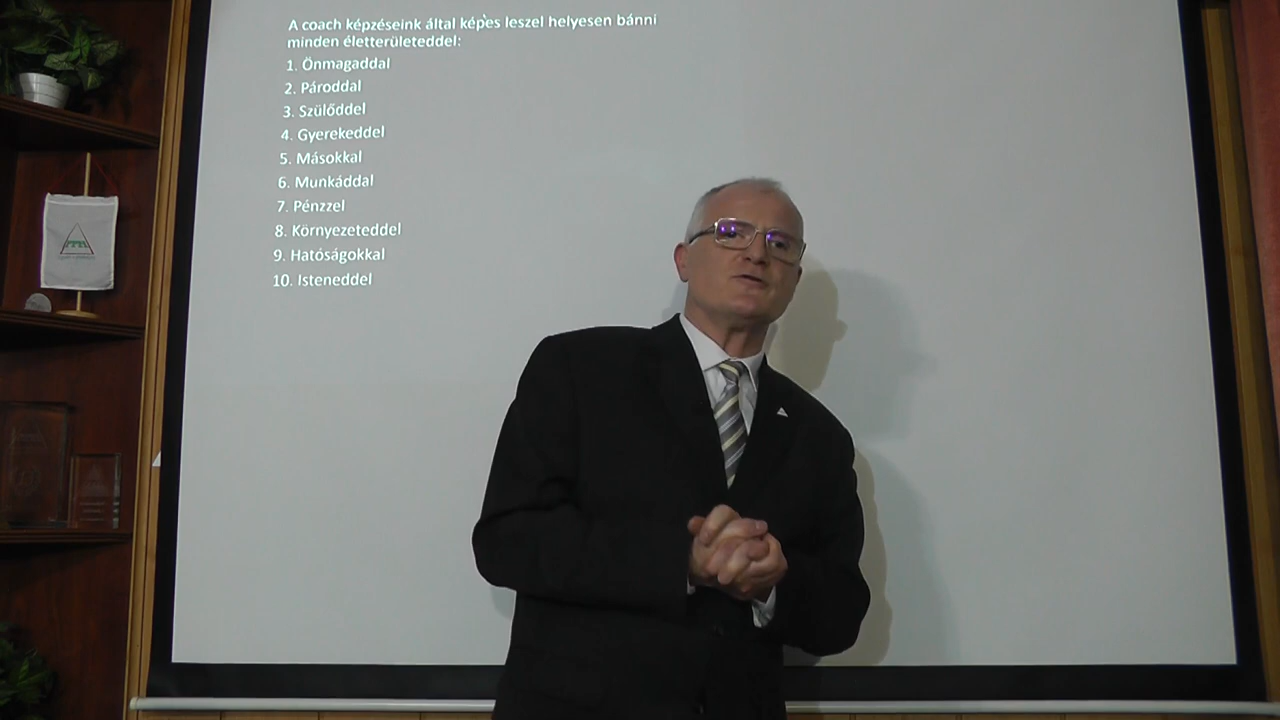 A coach képzéseink által képes leszel helyesen bánni
minden életterületeddel:
1. Önmagaddal
2. Pároddal
3. Szülőddel
4. Gyerekeddel
5. Másokkal
6. Munkáddal
7. Pénzzel
8. Környezeteddel
9. Hatóságokkal
10. Isteneddel